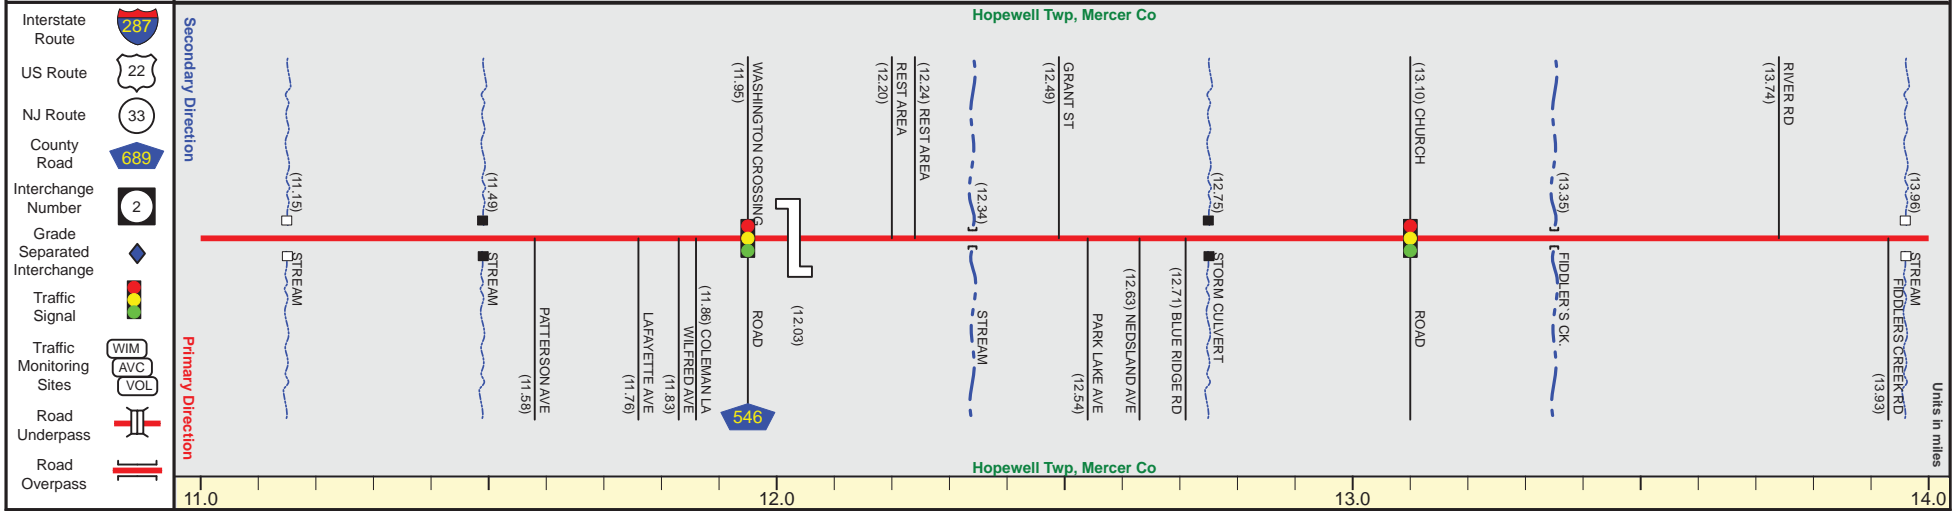 Interstate
Route
287
US Route
22
NJ Route
33
County
Road
689
Interchange
Number
2
Grade
Separated
Interchange
Traffic
Signal
Traffic
Monitoring
Sites
WIM
AVC
VOL
Road
Underpass
Road
Overpass
Secondary Direction
Primary Direction
Hopewell Twp, Mercer Co
(11.15)
STREAM
(11.49)
STREAM
PATTERSON AVE
(11.58)
LAFAYETTE AVE
(11.76)
WILFRED AVE
(11.83)
(11.86) COLEMAN LA
WASHINGTON CROSSING
(11.95)
ROAD
546
(12.03)
REST AREA
(12.20)
(12.24) REST AREA
(12.34)
STREAM
GRANT ST
(12.49)
PARK LAKE AVE
(12.54)
(12.63) NEDSLAND AVE
(12.71) BLUE RIDGE RD
(12.75)
STORM CULVERT
(13.10) CHURCH
ROAD
(13.35)
FIDDLER'S CK.
RIVER RD
(13.74)
FIDDLERS CREEK RD
(13.93)
(13.96)
STREAM
Units in miles
Hopewell Twp, Mercer Co
11.0
12.0
13.0
14.0